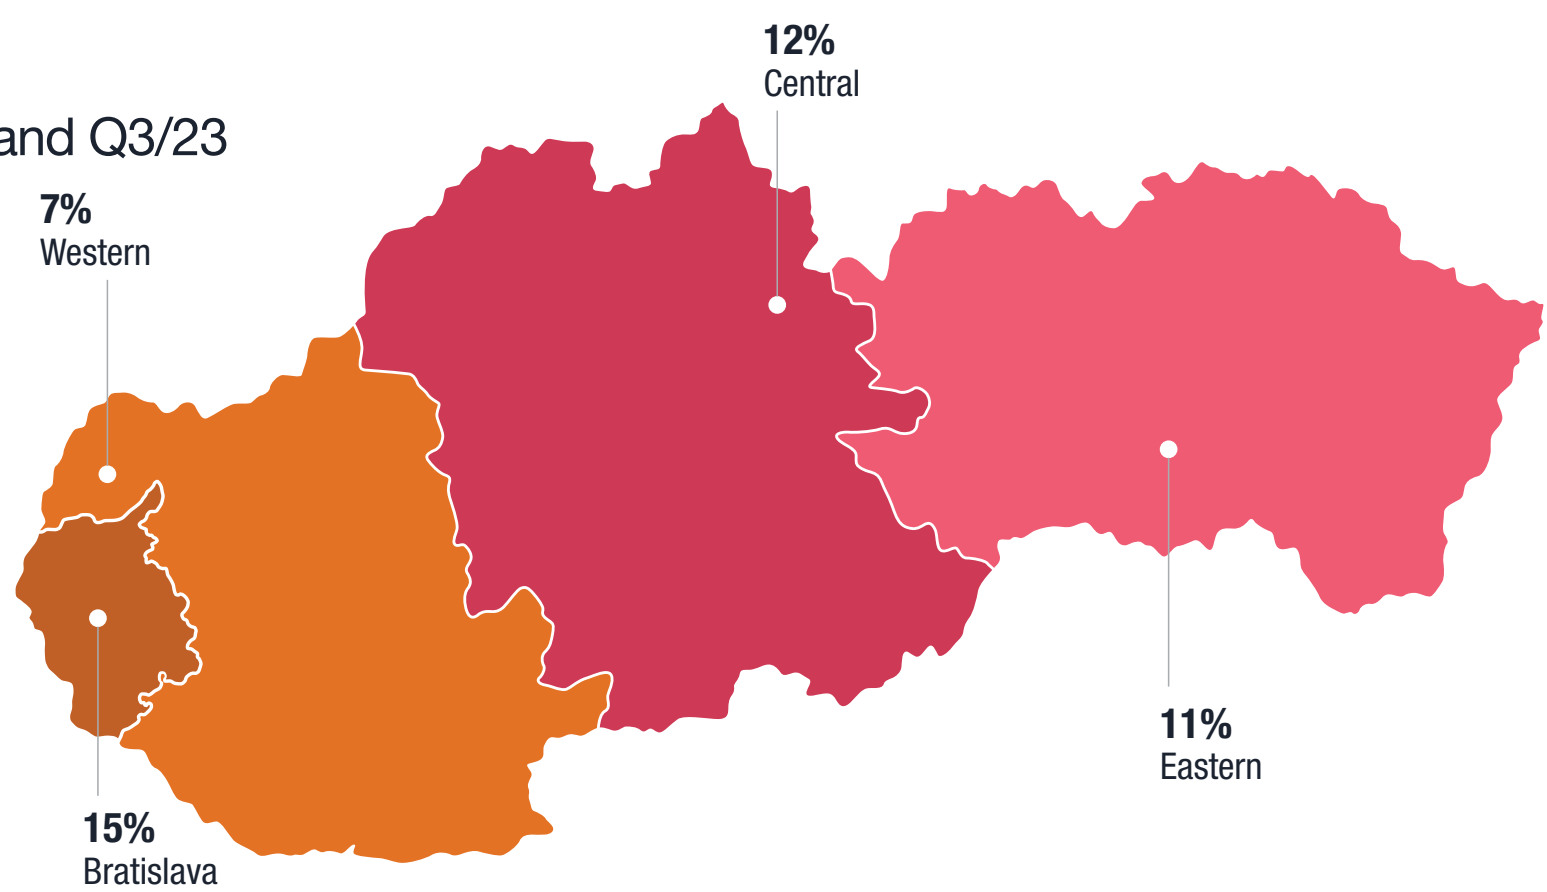 and Q3/23
12%
Central
7%
Western
11%
Eastern
15%
Bratislava